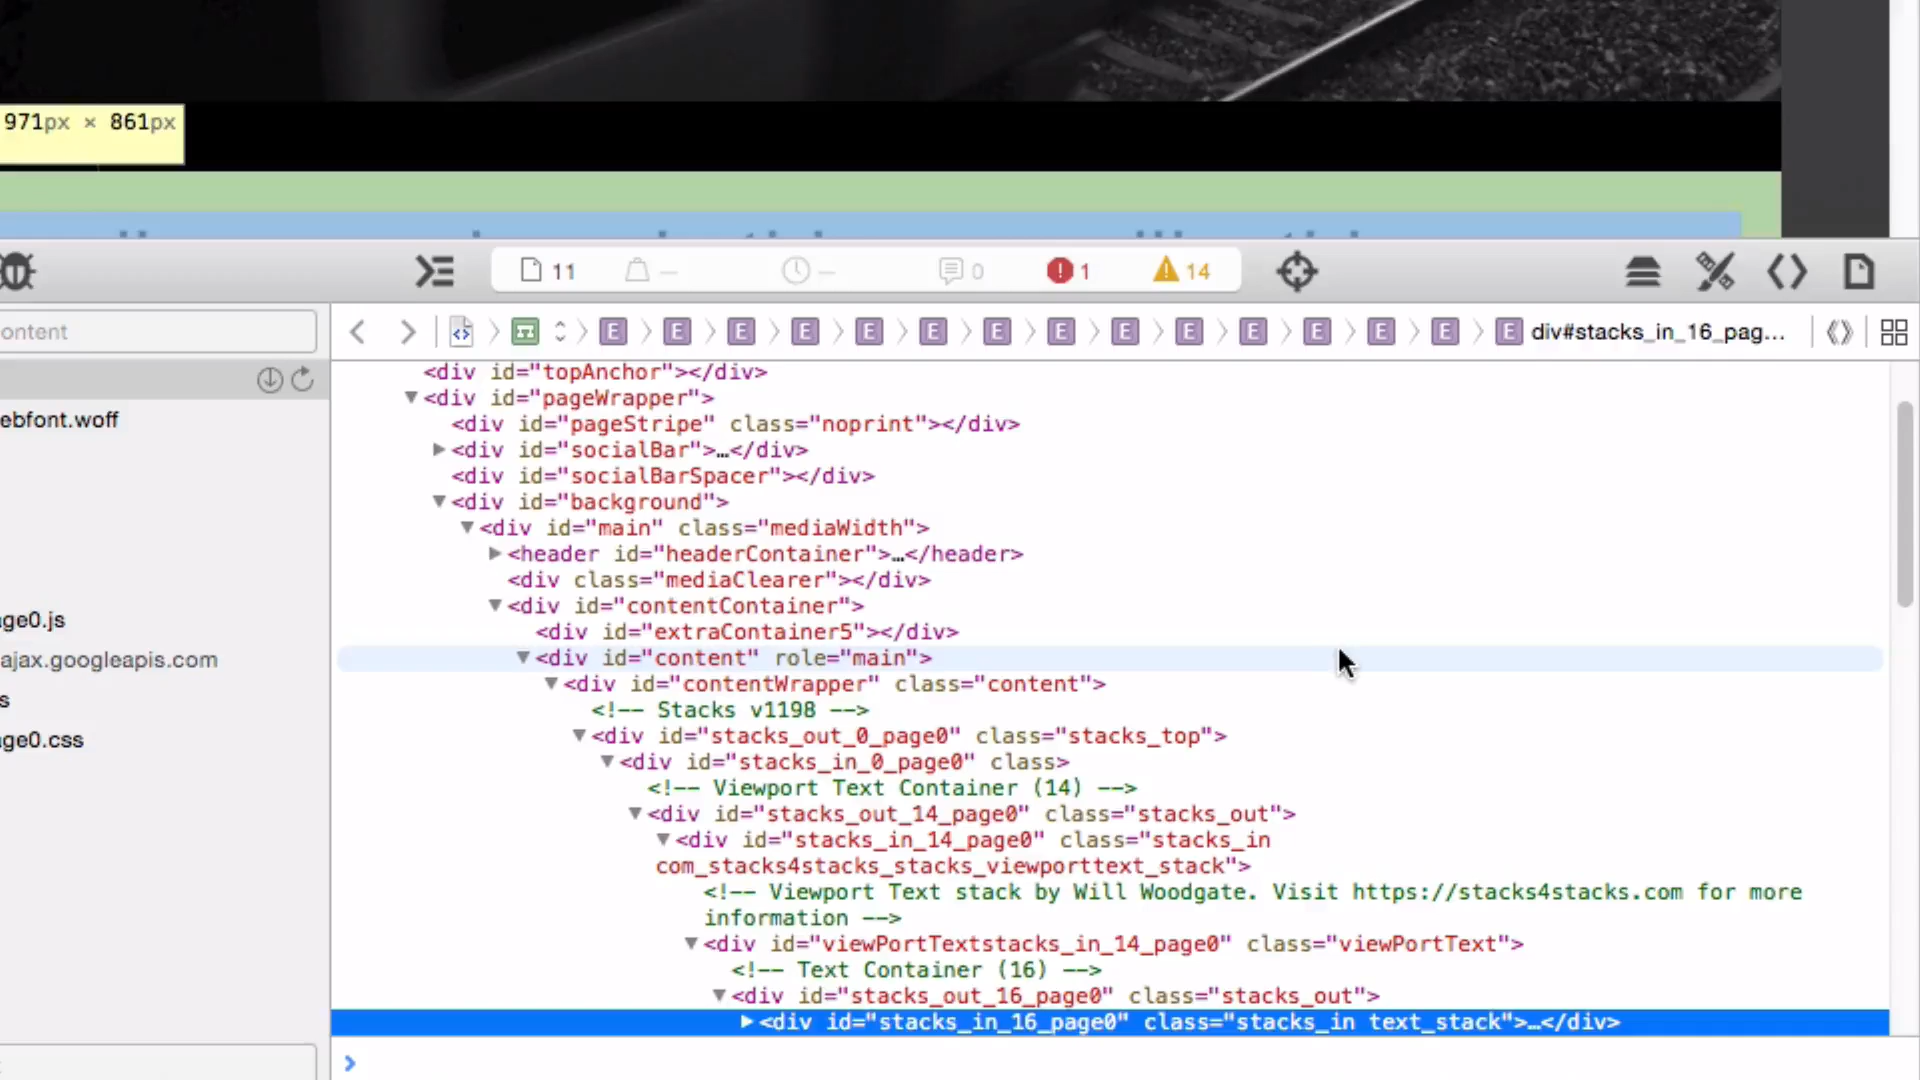 971px × 861px
11
—
—
0
1
14
ontent
E E E E E E E E E E E E E E E div#stacks_in_16_pag...
ebfont.woff
ge0.js
ajax.googleapis.com
s
ge0.css
<div id="topAnchor"></div>
<div id="pageWrapper">
<div id="pageStripe" class="noprint"></div>
<div id="socialBar">…</div>
<div id="socialBarSpacer"></div>
<div id="background">
<div id="main" class="mediaWidth">
<header id="headerContainer">…</header>
<div class="mediaClearer"></div>
<div id="contentContainer">
<div id="extraContainer5"></div>
<div id="content" role="main">
<div id="contentWrapper" class="content">
<!-- Stacks v1198 -->
<div id="stacks_out_0_page0" class="stacks_top">
<div id="stacks_in_0_page0" class>
<!-- Viewport Text Container (14) -->
<div id="stacks_out_14_page0" class="stacks_out">
<div id="stacks_in_14_page0" class="stacks_in
com_stacks4stacks_stacks_viewporttext_stack">
<!-- Viewport Text stack by Will Woodgate. Visit https://stacks4stacks.com for more
information -->
<div id="viewPortTextstacks_in_14_page0" class="viewPortText">
<!-- Text Container (16) -->
<div id="stacks_out_16_page0" class="stacks_out">
<div id="stacks_in_16_page0" class="stacks_in text_stack">…</div>